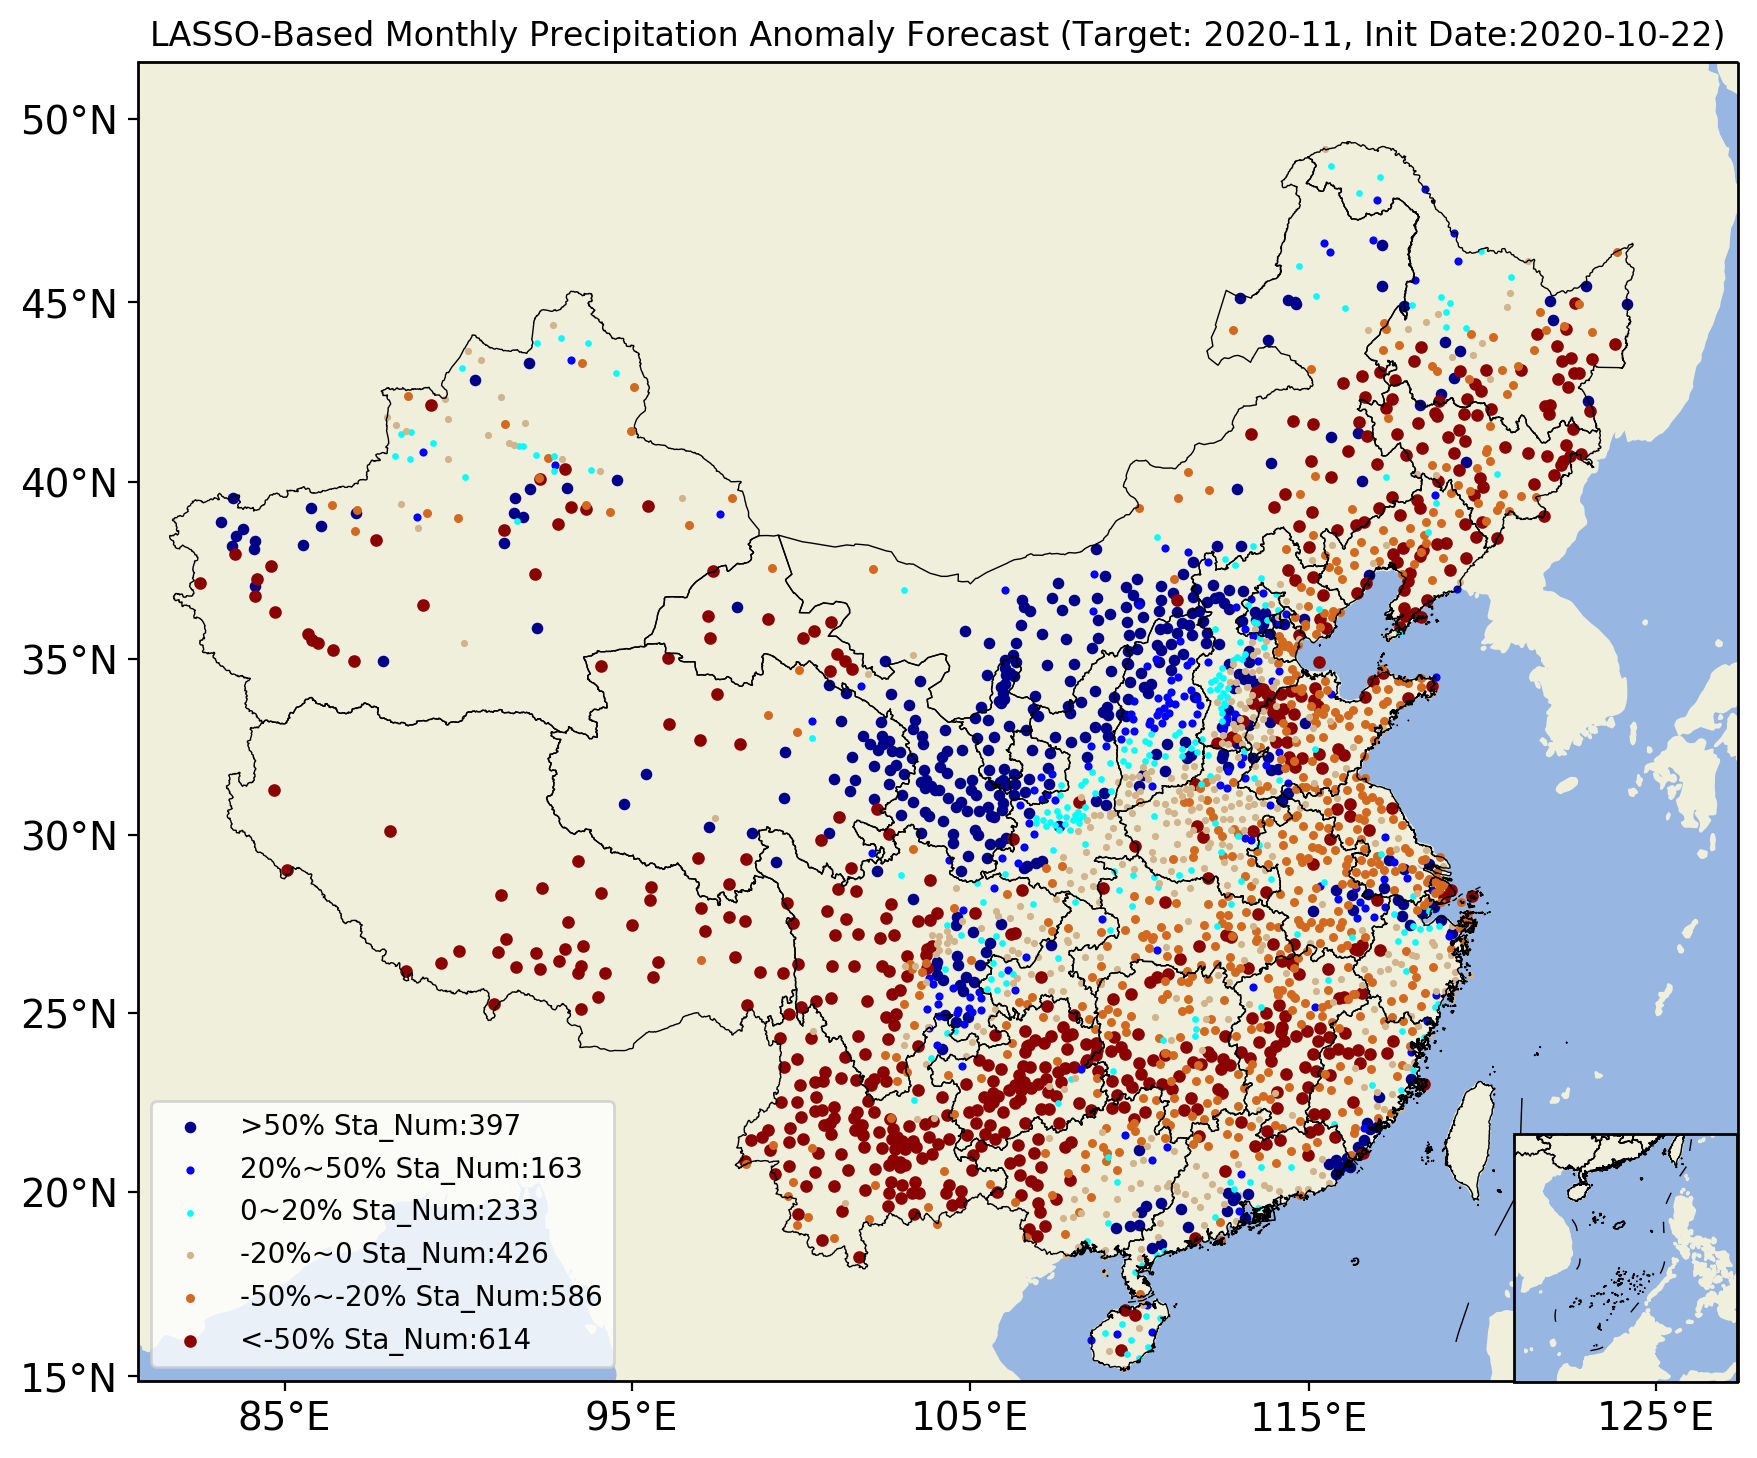 LASSO-Based Monthly Precipitation Anomaly Forecast (Target: 2020-11, Init Date:2020-10-22)
50°N
45°N
40°N
35°N
30°N
25°N
20°N
15°N
>50% Sta_Num:397
20%~50% Sta_Num:163
0~20% Sta_Num:233
-20%~0 Sta_Num:426
-50%~-20% Sta_Num:586
<-50% Sta_Num:614
85°E
95°E
105°E
115°E
125°E